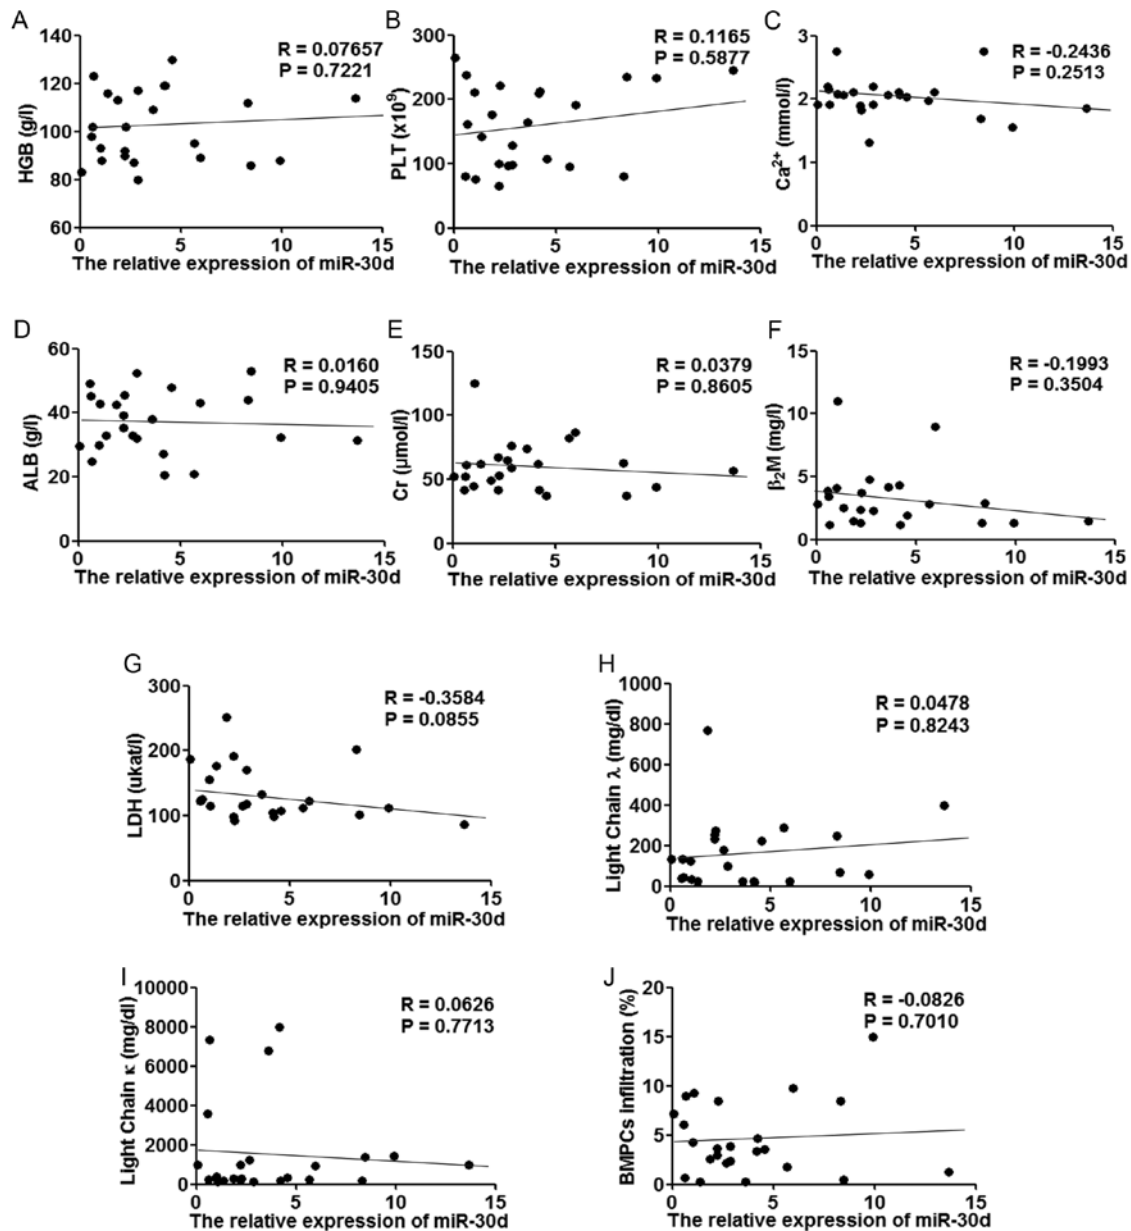 A
HGB (g/l)
140
120
100
80
60
R = 0.07657
P = 0.7221
0 5 10 15
The relative expression of miR-30d
B
PLT (x10⁹)
300
200
100
0
R = 0.1165
P = 0.5877
0 5 10 15
The relative expression of miR-30d
C
Ca²⁺ (mmol/l)
3
2
1
0
R = -0.2436
P = 0.2513
0 5 10 15
The relative expression of miR-30d
D
ALB (g/l)
60
40
20
0
R = 0.0160
P = 0.9405
0 5 10 15
The relative expression of miR-30d
E
Cr (μmol/l)
150
100
50
0
R = 0.0379
P = 0.8605
0 5 10 15
The relative expression of miR-30d
F
β₂M (mg/l)
15
10
5
0
R = -0.1993
P = 0.3504
0 5 10 15
The relative expression of miR-30d
G
LDH (ukat/l)
300
200
100
0
R = -0.3584
P = 0.0855
0 5 10 15
The relative expression of miR-30d
H
Light Chain λ (mg/dl)
1000
800
600
400
200
0
R = 0.0478
P = 0.8243
0 5 10 15
The relative expression of miR-30d
I
Light Chain κ (mg/dl)
10000
8000
6000
4000
2000
0
R = 0.0626
P = 0.7713
0 5 10 15
The relative expression of miR-30d
J
BMPCs Infiltration (%)
20
15
10
5
0
R = -0.0826
P = 0.7010
0 5 10 15
The relative expression of miR-30d